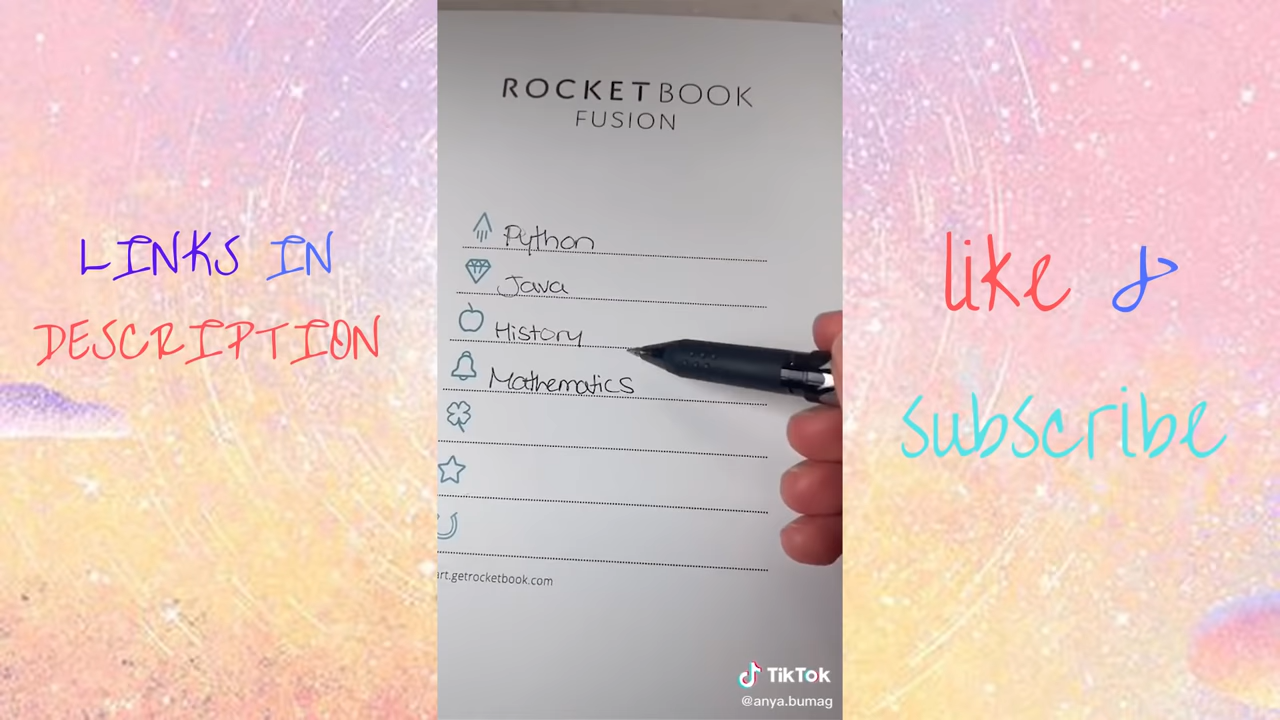 LINKS IN
DESCRIPTION
ROCKETBOOK
FUSION
Python
Java
History
Mathematics
art.getrocketbook.com
TikTok
@anya.bumag
like &
subscribe